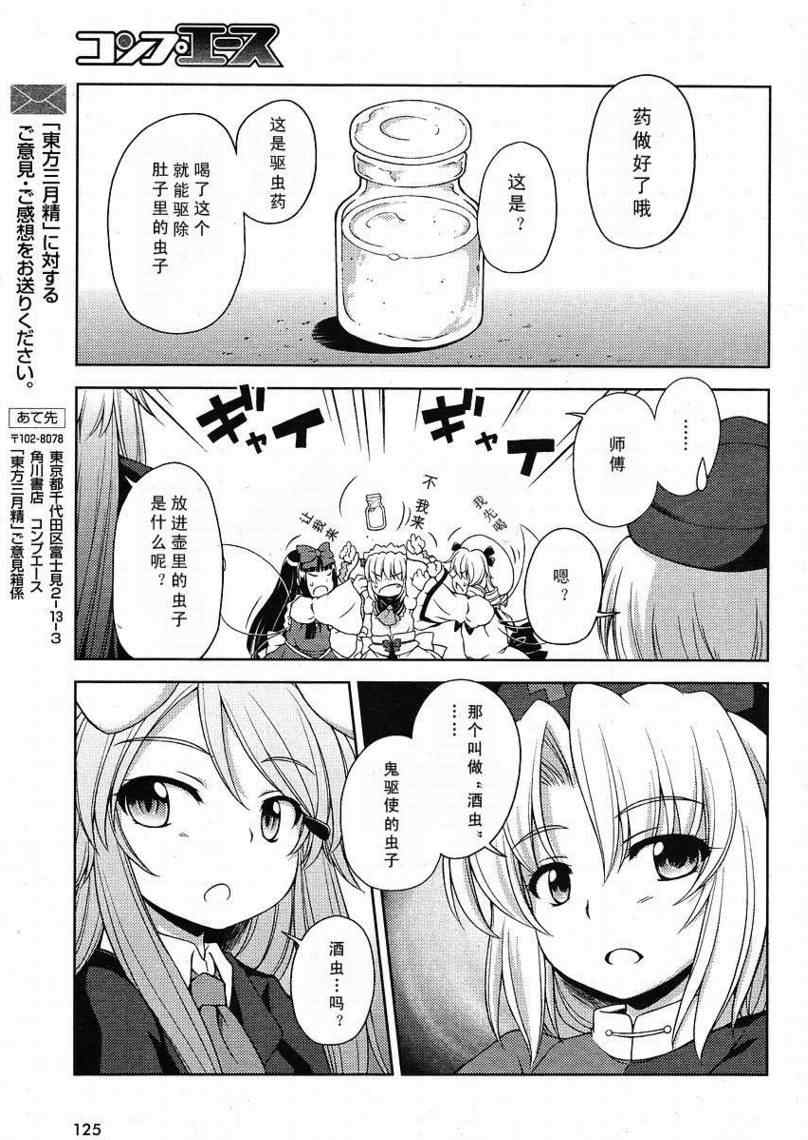 コンプエース
药做好了哦
这是？
这是驱虫药
喝了这个
就能驱除
肚子里的虫子
……
师傅
嗯？
放进壶里的虫子
是什么呢？
ギャイ
ギャイ
我先喝
不
我来
让我来
那个叫做“酒虫”
……
鬼驱使的虫子
酒虫…吗？
「東方三月精」に対する
ご意見・ご感想をお送りください。
あて先
〒102-8078
東京都千代田区富士見2-13-3
角川書店　コンプエース
「東方三月精」ご意見箱係
125